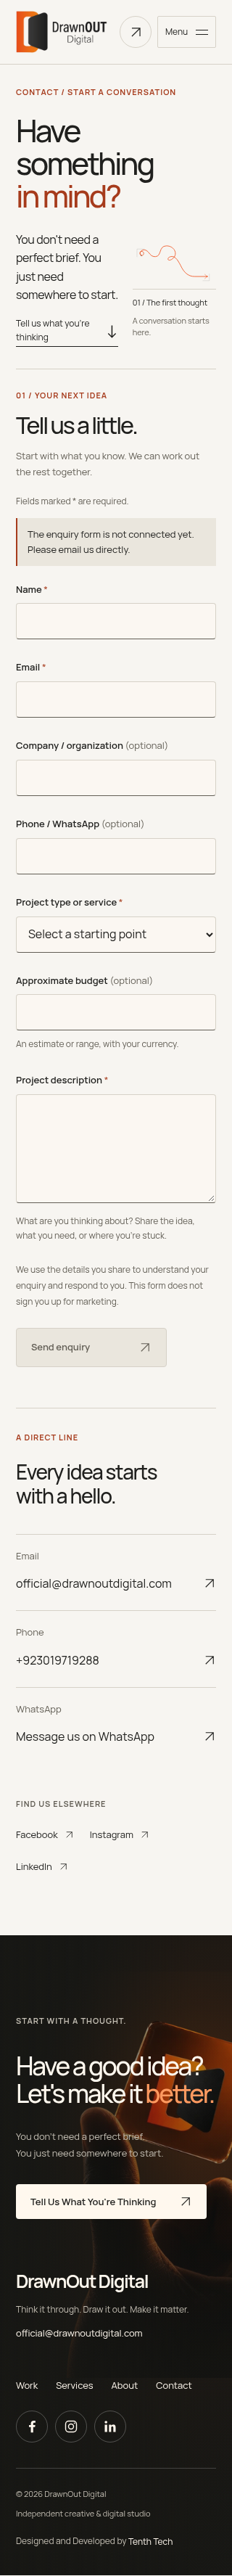 DrawnOUT
Digital
Menu
CONTACT / START A CONVERSATION
Have
something
in mind?
You don't need a
perfect brief. You
just need
somewhere to start.
Tell us what you're
thinking
01 / The first thought
A conversation starts
here.
01 / YOUR NEXT IDEA
Tell us a little.
Start with what you know. We can work out
the rest together.
Fields marked * are required.
The enquiry form is not connected yet.
Please email us directly.
Name *
Email *
Company / organization (optional)
Phone / WhatsApp (optional)
Project type or service *
Select a starting point
Approximate budget (optional)
An estimate or range, with your currency.
Project description *
What are you thinking about? Share the idea,
what you need, or where you're stuck.
We use the details you share to understand your
enquiry and respond to you. This form does not
sign you up for marketing.
Send enquiry
A DIRECT LINE
Every idea starts
with a hello.
Email
official@drawnoutdigital.com
Phone
+923019719288
WhatsApp
Message us on WhatsApp
FIND US ELSEWHERE
Facebook
Instagram
LinkedIn
START WITH A THOUGHT.
Have a good idea?
Let's make it better.
You don't need a perfect brief.
You just need somewhere to start.
Tell Us What You're Thinking
DrawnOut Digital
Think it through. Draw it out. Make it matter.
official@drawnoutdigital.com
Work Services About Contact
© 2026 DrawnOut Digital
Independent creative & digital studio
Designed and Developed by Tenth Tech